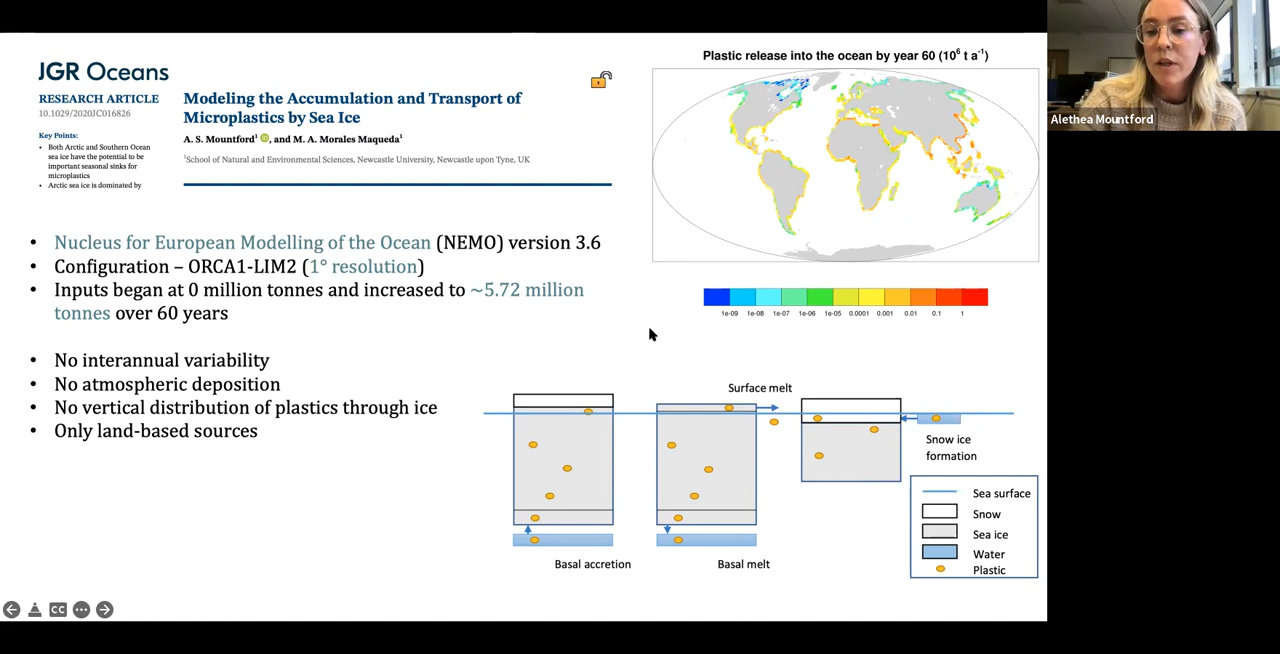 JGR Oceans
RESEARCH ARTICLE
10.1029/2020JC016826
Key Points:
• Both Arctic and Southern Ocean
sea ice have the potential to be
important seasonal sinks for
microplastics
• Arctic sea ice is dominated by
Modeling the Accumulation and Transport of
Microplastics by Sea Ice
A. S. Mountford¹ iD, and M. A. Morales Maqueda¹
¹School of Natural and Environmental Sciences, Newcastle University, Newcastle upon Tyne, UK
• Nucleus for European Modelling of the Ocean (NEMO) version 3.6
• Configuration – ORCA1-LIM2 (1° resolution)
• Inputs began at 0 million tonnes and increased to ~5.72 million
tonnes over 60 years
• No interannual variability
• No atmospheric deposition
• No vertical distribution of plastics through ice
• Only land-based sources
Plastic release into the ocean by year 60 (10⁶ t a⁻¹)
1e-09 1e-08 1e-07 1e-06 1e-05 0.0001 0.001 0.01 0.1 1
Surface melt
Snow ice
formation
Basal accretion
Basal melt
Sea surface
Snow
Sea ice
Water
Plastic
CC
Alethea Mountford